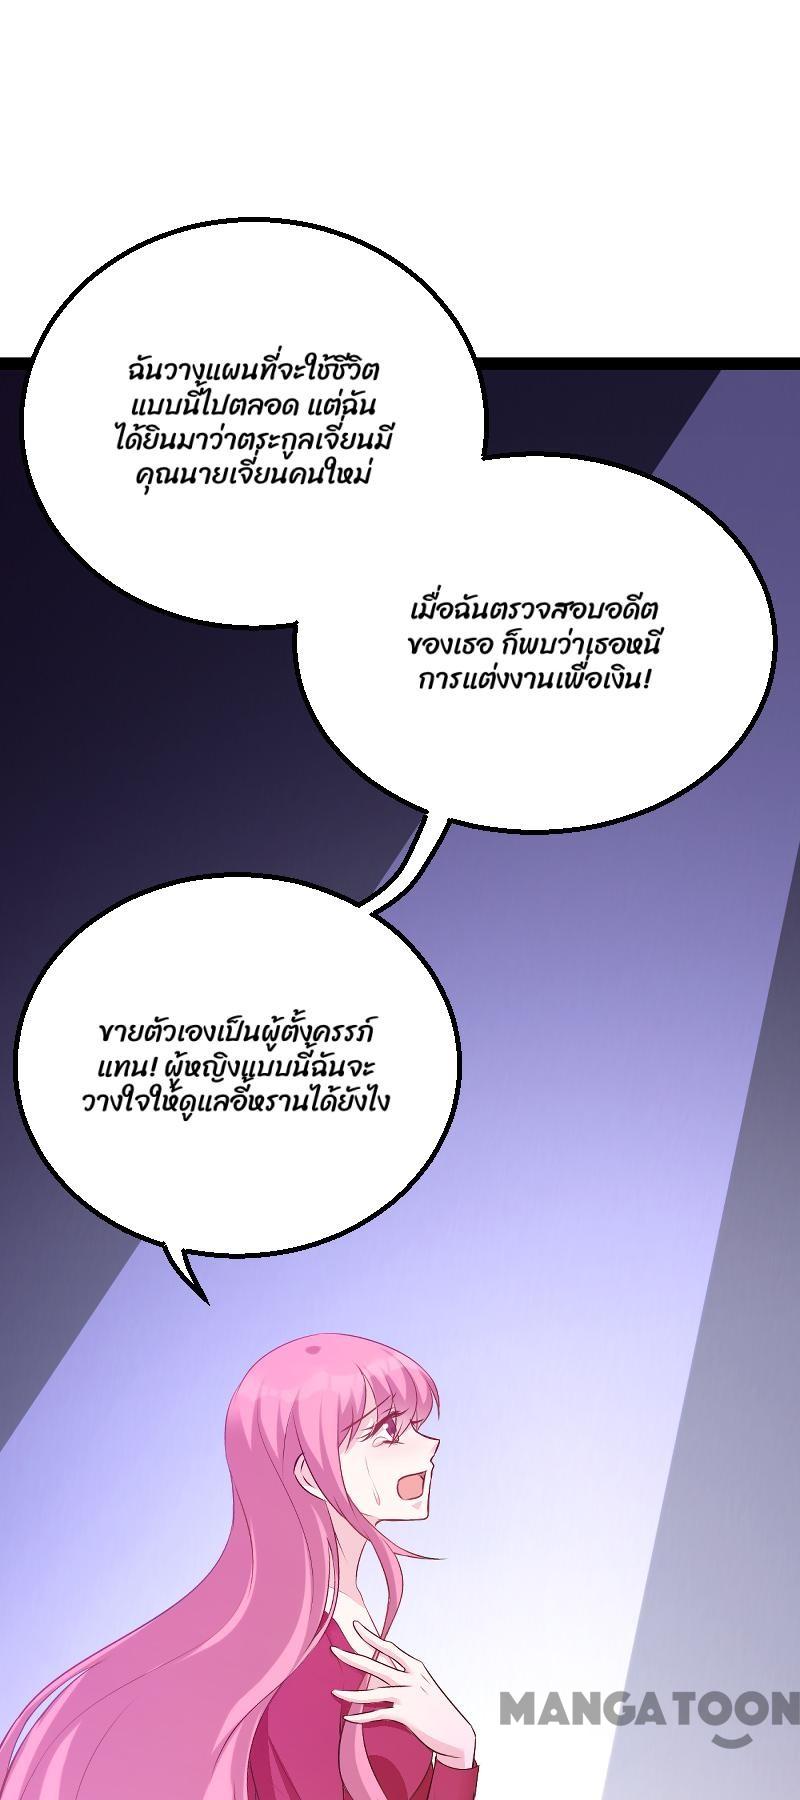 ฉันวางแผนที่จะใช้ชีวิต
แบบนี้ไปตลอด แต่ฉัน
ได้ยินมาว่าตระกูลเจี่ยนมี
คุณนายเจี่ยนคนใหม่
เมื่อฉันตรวจสอบอดีต
ของเธอ ก็พบว่าเธอหนี
การแต่งงานเพื่อเงิน!
ขายตัวเองเป็นผู้ตั้งครรภ์
แทน! ผู้หญิงแบบนี้ฉันจะ
วางใจให้ดูแลอี้หรานได้ยังไง
MANGATOON